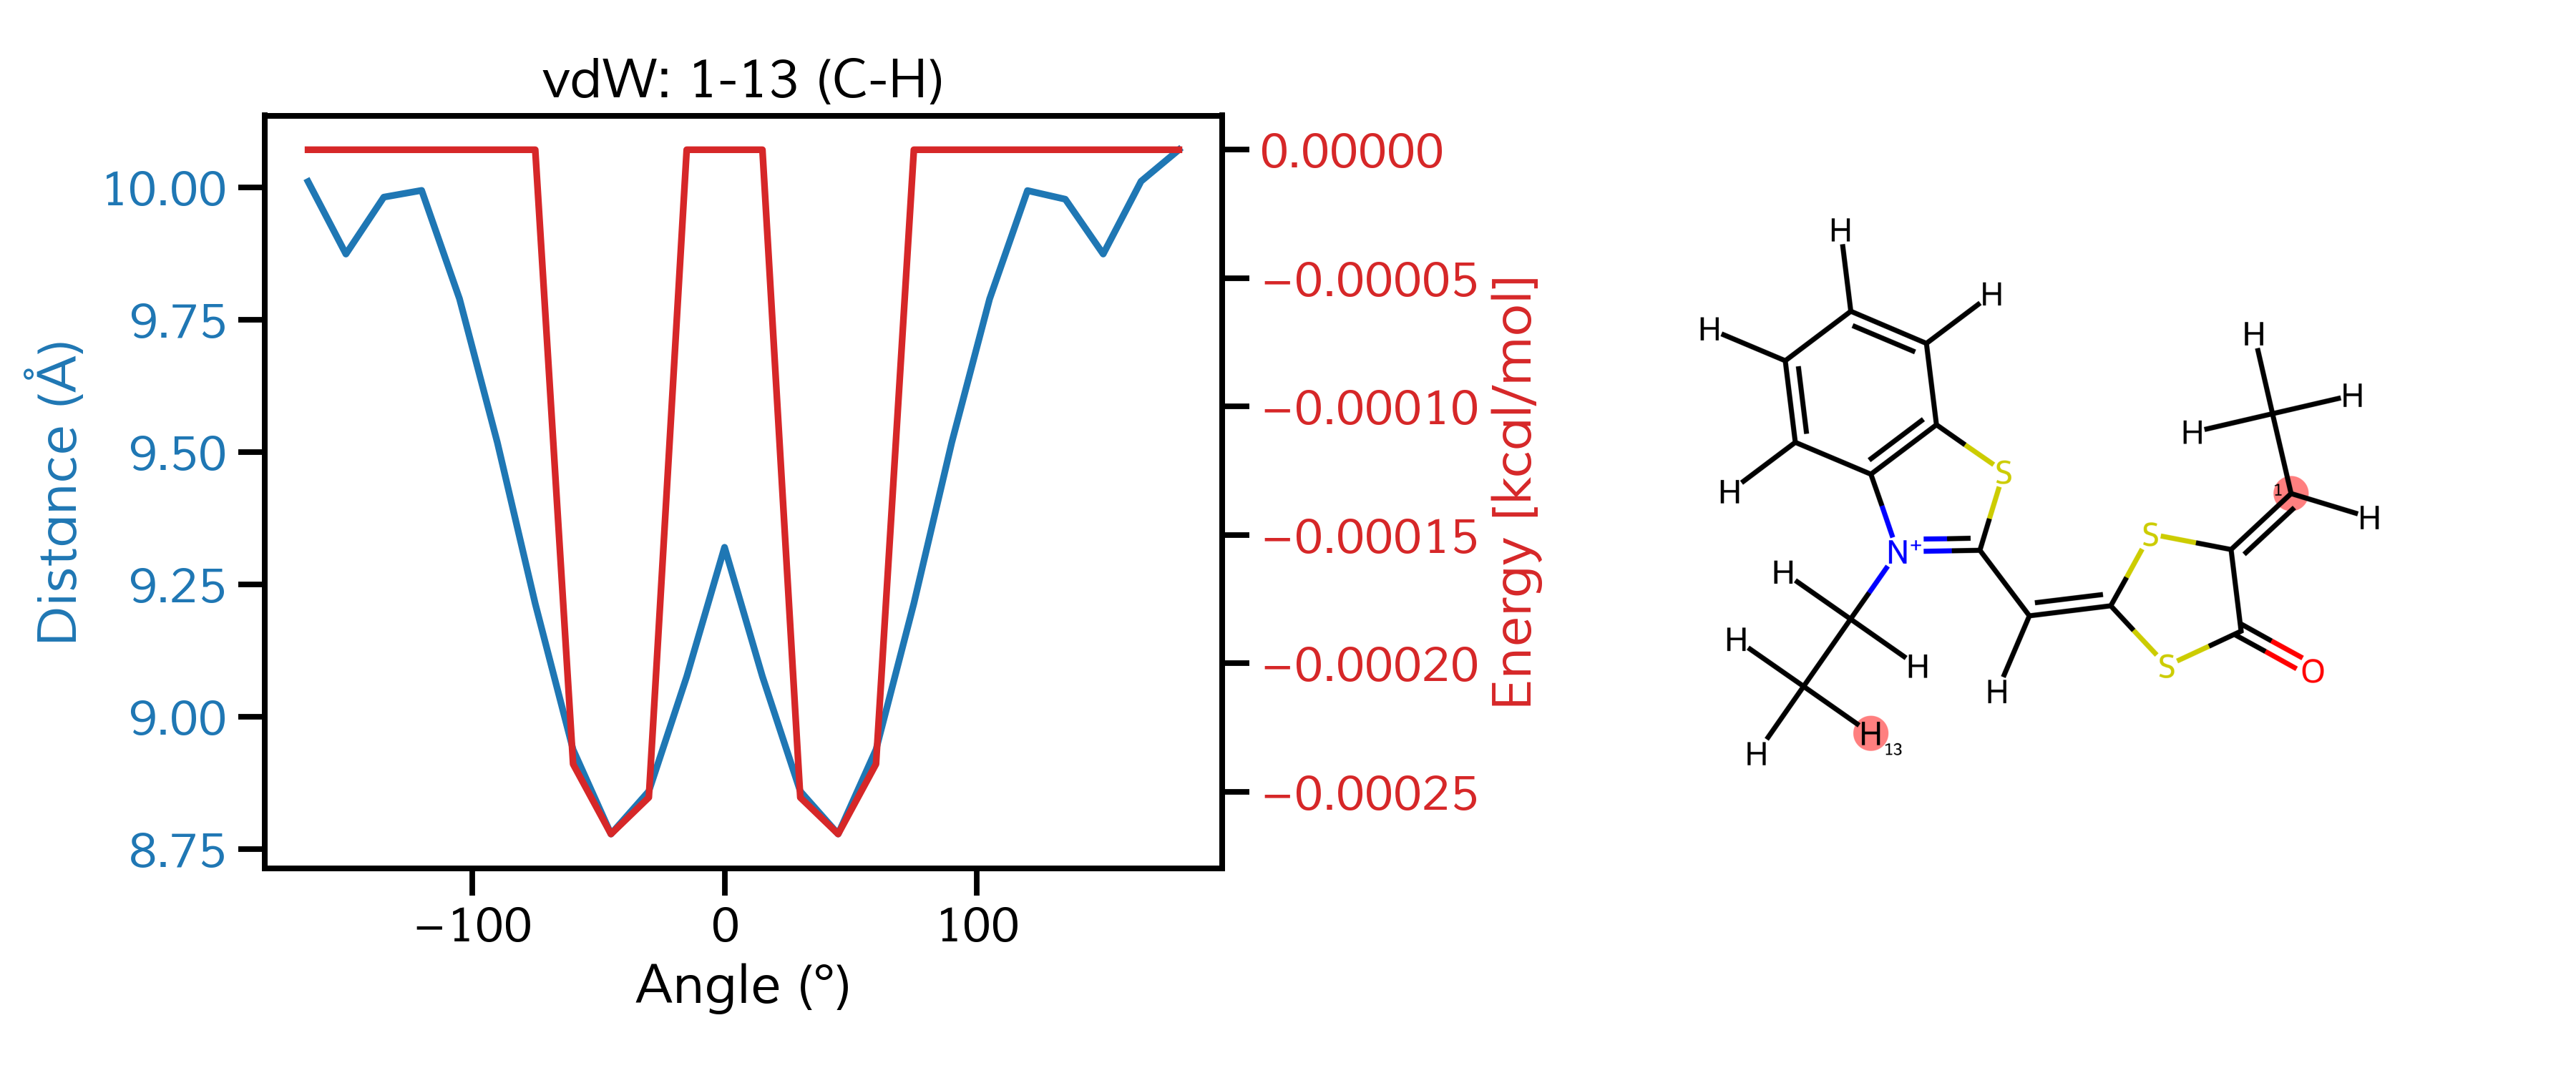 vdW: 1-13 (C-H)
10.00
9.75
9.50
9.25
9.00
8.75
Distance (Å)
−100
0
100
Angle (°)
0.00000
−0.00005
−0.00010
−0.00015
−0.00020
−0.00025
Energy [kcal/mol]
H
H
H
H
H
H
H
S
1
H
H
S
N+
H
H
H
S
O
H
H
H
13